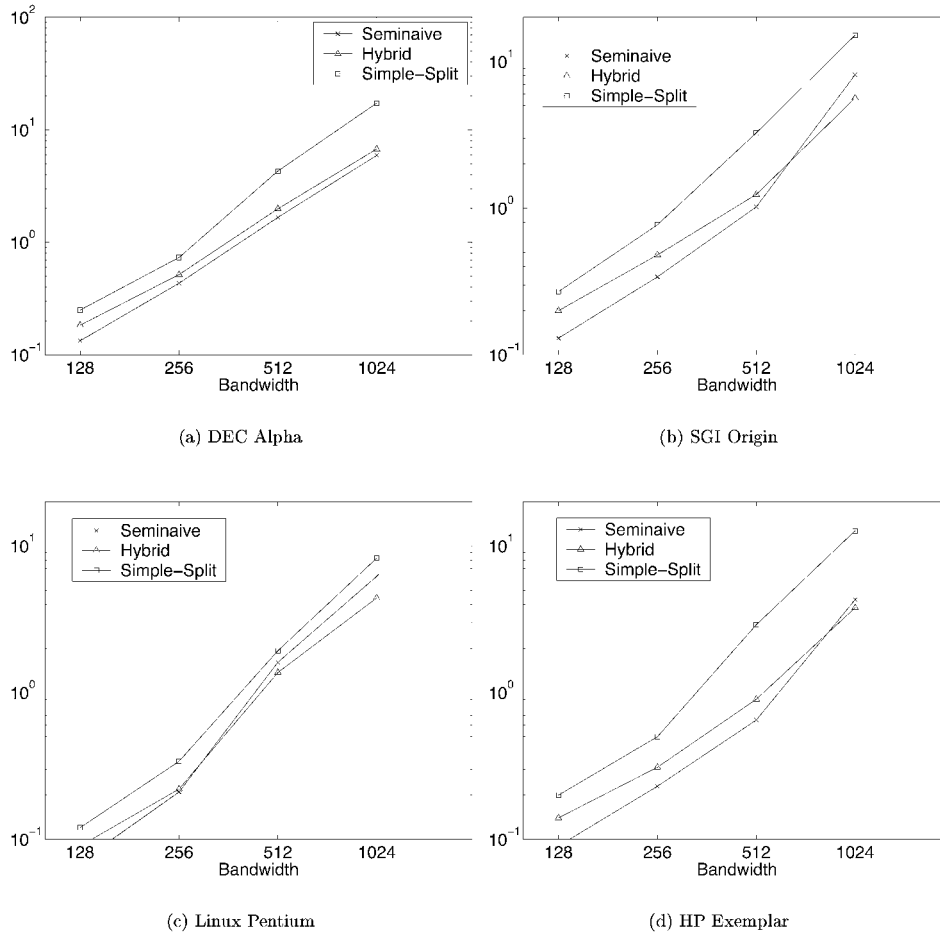 10^2
10^1
10^0
10^-1
Seminaive
Hybrid
Simple-Split
128 256 512 1024
Bandwidth
(a) DEC Alpha
10^1
10^0
10^-1
Seminaive
Hybrid
Simple-Split
128 256 512 1024
Bandwidth
(b) SGI Origin
10^1
10^0
10^-1
Seminaive
Hybrid
Simple-Split
128 256 512 1024
Bandwidth
(c) Linux Pentium
10^1
10^0
10^-1
Seminaive
Hybrid
Simple-Split
128 256 512 1024
Bandwidth
(d) HP Exemplar